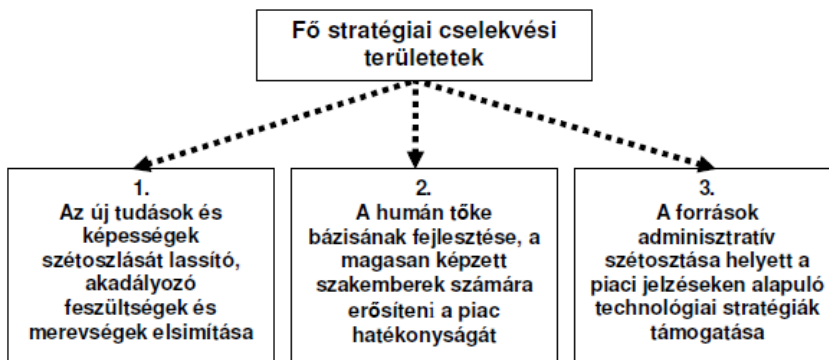 Fő stratégiai cselekvési
területetek
1.
Az új tudások és
képességek
szétoszlását lassító,
akadályozó
feszültségek és
merevségek elsimítása
2.
A humán tőke
bázisának fejlesztése, a
magasan képzett
szakemberek számára
erősíteni a piac
hatékonyságát
3.
A források
adminisztratív
szétosztása helyett a
piaci jelzéseken alapuló
technológiai stratégiák
támogatása